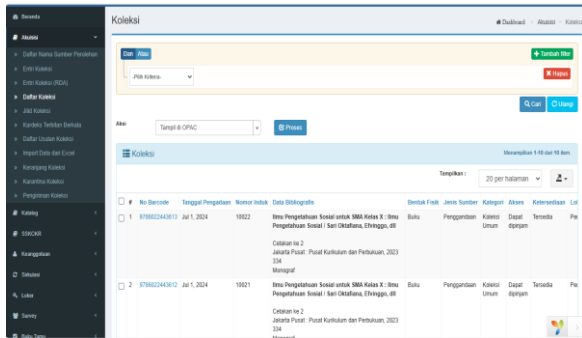 Beranda
Akuisisi
Daftar Nama Sumber Perolehan
Entri Koleksi
Entri Koleksi (RDA)
Daftar Koleksi
Jilid Koleksi
Kardeks Terbitan Berkala
Daftar Usulan Koleksi
Import Data dari Excel
Keranjang Koleksi
Karantina Koleksi
Pengiriman Koleksi
Katalog
SSKCKR
Keanggotaan
Sirkulasi
Loker
Survey
Buku Tamu
Koleksi
Dashboard > Akuisisi > Koleksi
Dan Atau
+ Tambah filter
-Pilih Kriteria-
Hapus
Cari Ulangi
Aksi
Tampil di OPAC
Proses
Koleksi
Menampilkan 1-10 dari 10 item.
Tampilkan :
20 per halaman
# No Barcode Tanggal Pengadaan Nomor Induk Data Bibliografis Bentuk Fisik Jenis Sumber Kategori Akses Ketersediaan Lo
1 9786022443613 Jul 1, 2024 10022 Ilmu Pengetahuan Sosial untuk SMA Kelas X : Ilmu Buku Penggandaan Koleksi Dapat Tersedia Pe
Pengetahuan Sosial / Sari Oktafiana, Efvinggo, dll Umum dipinjam
Cetakan ke 2
Jakarta Pusat : Pusat Kurikulum dan Perbukuan, 2023
334
Monograf
2 9786022443612 Jul 1, 2024 10021 Ilmu Pengetahuan Sosial untuk SMA Kelas X : Ilmu Buku Penggandaan Koleksi Dapat Tersedia Pe
Pengetahuan Sosial / Sari Oktafiana, Efvinggo, dll Umum dipinjam
Cetakan ke 2
Jakarta Pusat : Pusat Kurikulum dan Perbukuan, 2023
334
Monograf